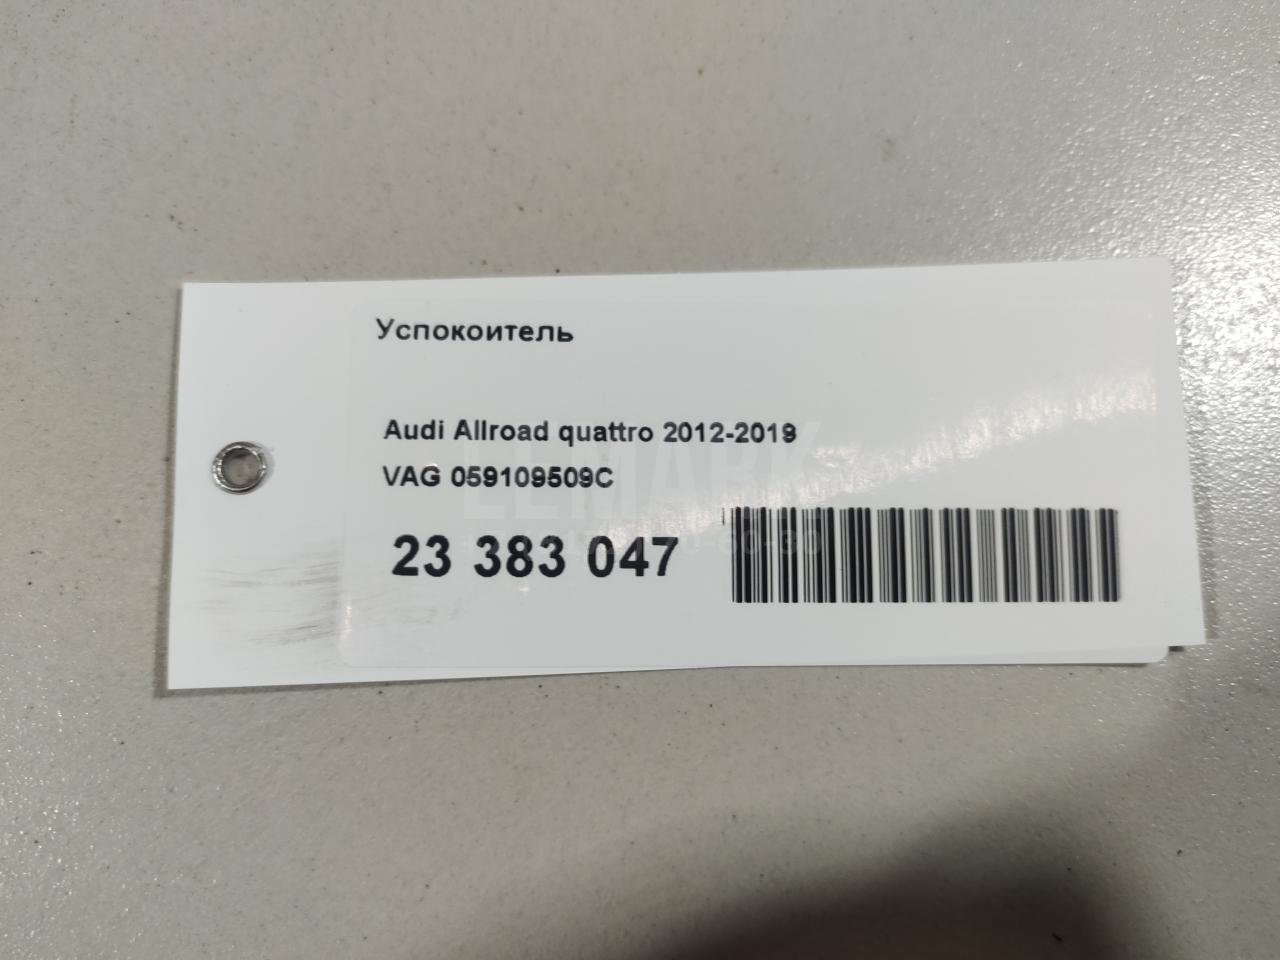 Успокоитель
Audi Allroad quattro 2012-2019
VAG 059109509C
23 383 047